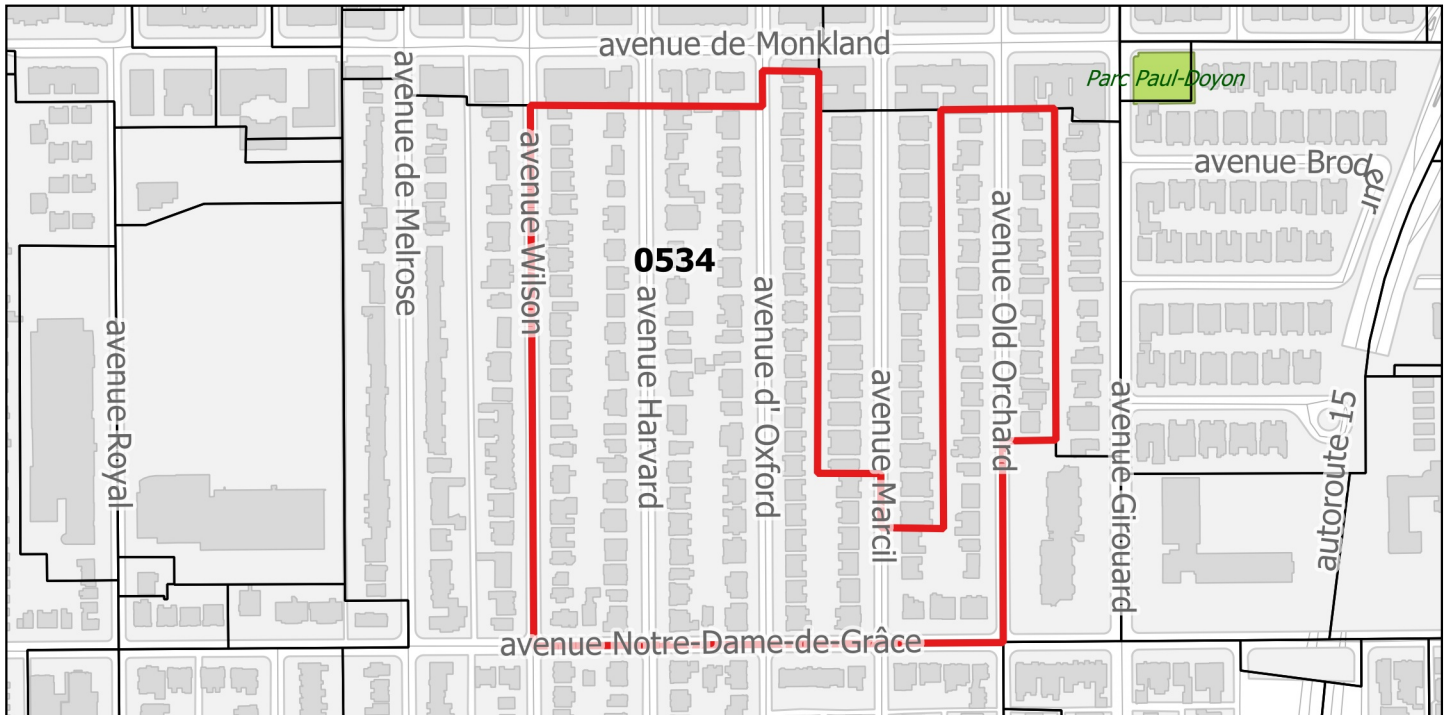 avenue de Monkland
Parc Paul-Doyon
avenue de Melrose
avenue Wilson
avenue Brodeur
0534
avenue Old Orchard
avenue Harvard
avenue d'Oxford
avenue Royal
avenue Marcil
avenue Girouard
autoroute 15
avenue Notre-Dame-de-Grâce